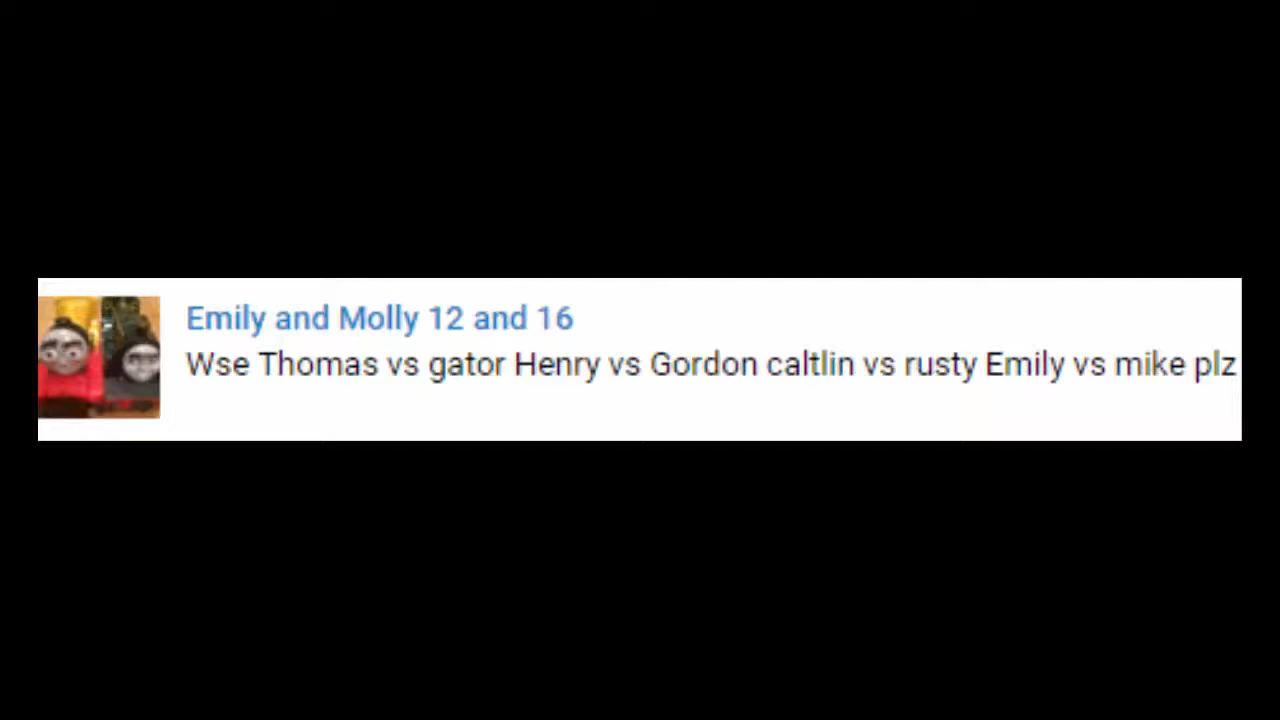 Emily and Molly 12 and 16
Wse Thomas vs gator Henry vs Gordon caltlin vs rusty Emily vs mike plz